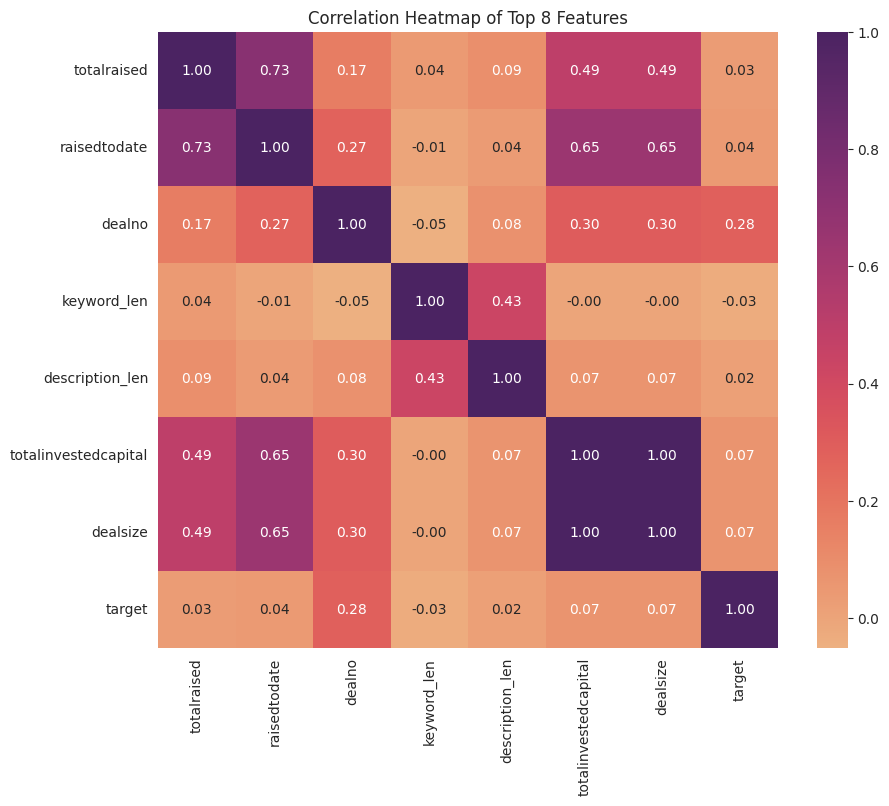 Correlation Heatmap of Top 8 Features
totalraised 1.00 0.73 0.17 0.04 0.09 0.49 0.49 0.03
raisedtodate 0.73 1.00 0.27 -0.01 0.04 0.65 0.65 0.04
dealno 0.17 0.27 1.00 -0.05 0.08 0.30 0.30 0.28
keyword_len 0.04 -0.01 -0.05 1.00 0.43 -0.00 -0.00 -0.03
description_len 0.09 0.04 0.08 0.43 1.00 0.07 0.07 0.02
totalinvestedcapital 0.49 0.65 0.30 -0.00 0.07 1.00 1.00 0.07
dealsize 0.49 0.65 0.30 -0.00 0.07 1.00 1.00 0.07
target 0.03 0.04 0.28 -0.03 0.02 0.07 0.07 1.00
totalraised
raisedtodate
dealno
keyword_len
description_len
totalinvestedcapital
dealsize
target
1.0
0.8
0.6
0.4
0.2
0.0